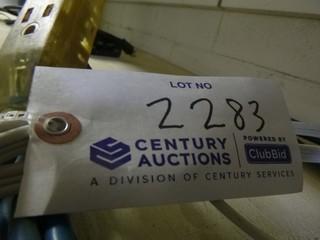 LOT NO
2283
CENTURY AUCTIONS
POWERED BY
ClubBid
A DIVISION OF CENTURY SERVICES